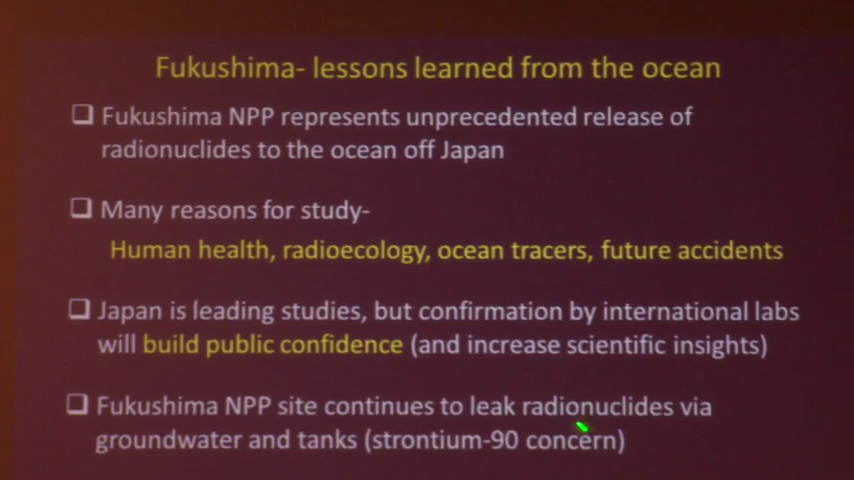 Fukushima- lessons learned from the ocean
❑ Fukushima NPP represents unprecedented release of
radionuclides to the ocean off Japan
❑ Many reasons for study-
Human health, radioecology, ocean tracers, future accidents
❑ Japan is leading studies, but confirmation by international labs
will build public confidence (and increase scientific insights)
❑ Fukushima NPP site continues to leak radionuclides via
groundwater and tanks (strontium-90 concern)